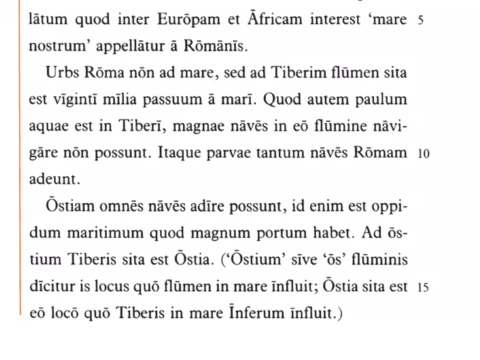 lātum quod inter Eurōpam et Āfricam interest ‘mare 5
nostrum’ appellātur ā Rōmānīs.
Urbs Rōma nōn ad mare, sed ad Tiberim flūmen sita
est vīgintī mīlia passuum ā marī. Quod autem paulum
aquae est in Tiberī, magnae nāvēs in eō flūmine nāvi-
gāre nōn possunt. Itaque parvae tantum nāvēs Rōmam 10
adeunt.
Ōstiam omnēs nāvēs adīre possunt, id enim est oppi-
dum maritimum quod magnum portum habet. Ad ōs-
tium Tiberis sita est Ōstia. (‘Ōstium’ sīve ‘ōs’ flūminis
dīcitur is locus quō flūmen in mare īnfluit; Ōstia sita est 15
eō locō quō Tiberis in mare Īnferum īnfluit.)